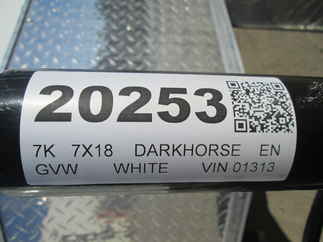 20253
7K 7X18 DARKHORSE EN
GVW WHITE VIN 01313